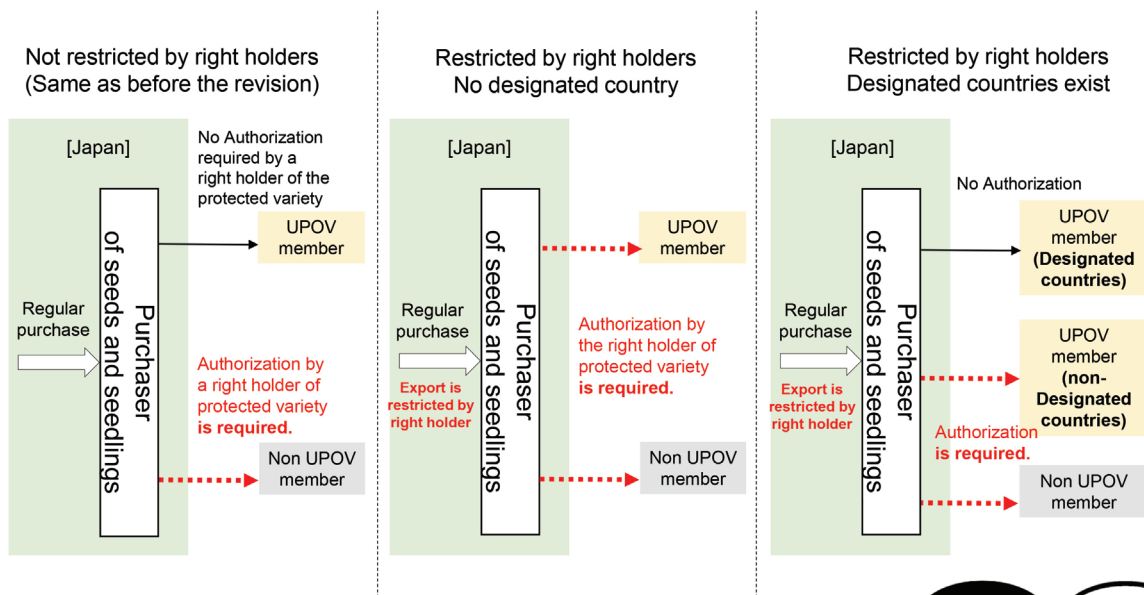 Not restricted by right holders
(Same as before the revision)
[Japan]
No Authorization
required by a
right holder of the
protected variety
UPOV
member
Regular
purchase
Purchaser
of seeds and seedlings
Authorization by
a right holder of
protected variety
is required.
Non UPOV
member
Restricted by right holders
No designated country
[Japan]
UPOV
member
Regular
purchase
Export is
restricted by
right holder
Purchaser
of seeds and seedlings
Authorization by
the right holder of
protected variety
is required.
Non UPOV
member
Restricted by right holders
Designated countries exist
[Japan]
No Authorization
UPOV
member
(Designated
countries)
Regular
purchase
Export is
restricted by
right holder
Purchaser
of seeds and seedlings
UPOV
member
(non-
Designated
countries)
Authorization
is required.
Non UPOV
member